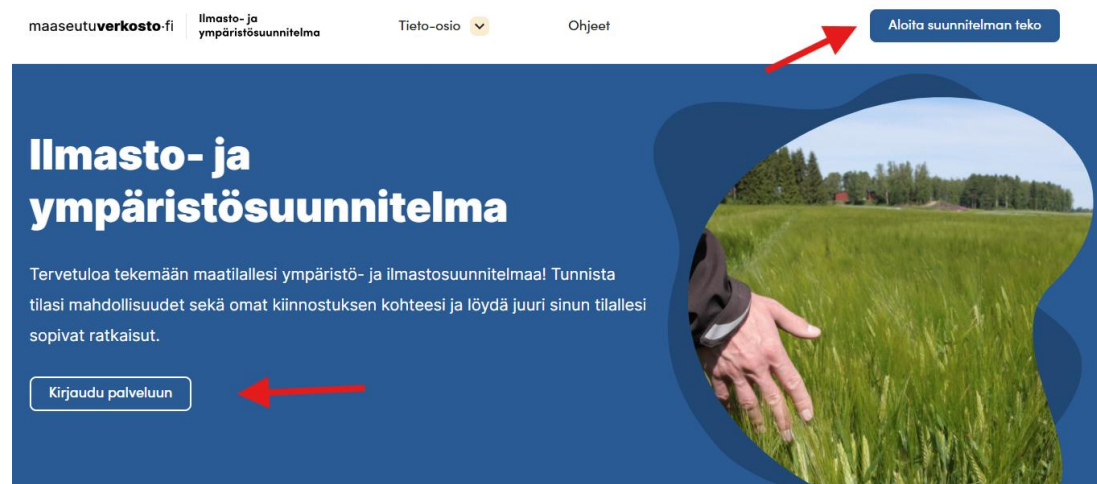 maaseutuverkosto.fi
Ilmasto- ja
ympäristösuunnitelma
Tieto-osio
Ohjeet
Aloita suunnitelman teko
Ilmasto- ja
ympäristösuunnitelma
Tervetuloa tekemään maatilallesi ympäristö- ja ilmastosuunnitelmaa! Tunnista
tilasi mahdollisuudet sekä omat kiinnostuksen kohteesi ja löydä juuri sinun tilallesi
sopivat ratkaisut.
Kirjaudu palveluun